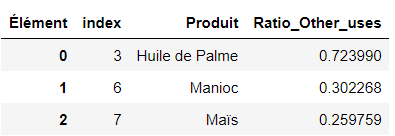 Élément index Produit Ratio_Other_uses
0 3 Huile de Palme 0.723990
1 6 Manioc 0.302268
2 7 Maïs 0.259759